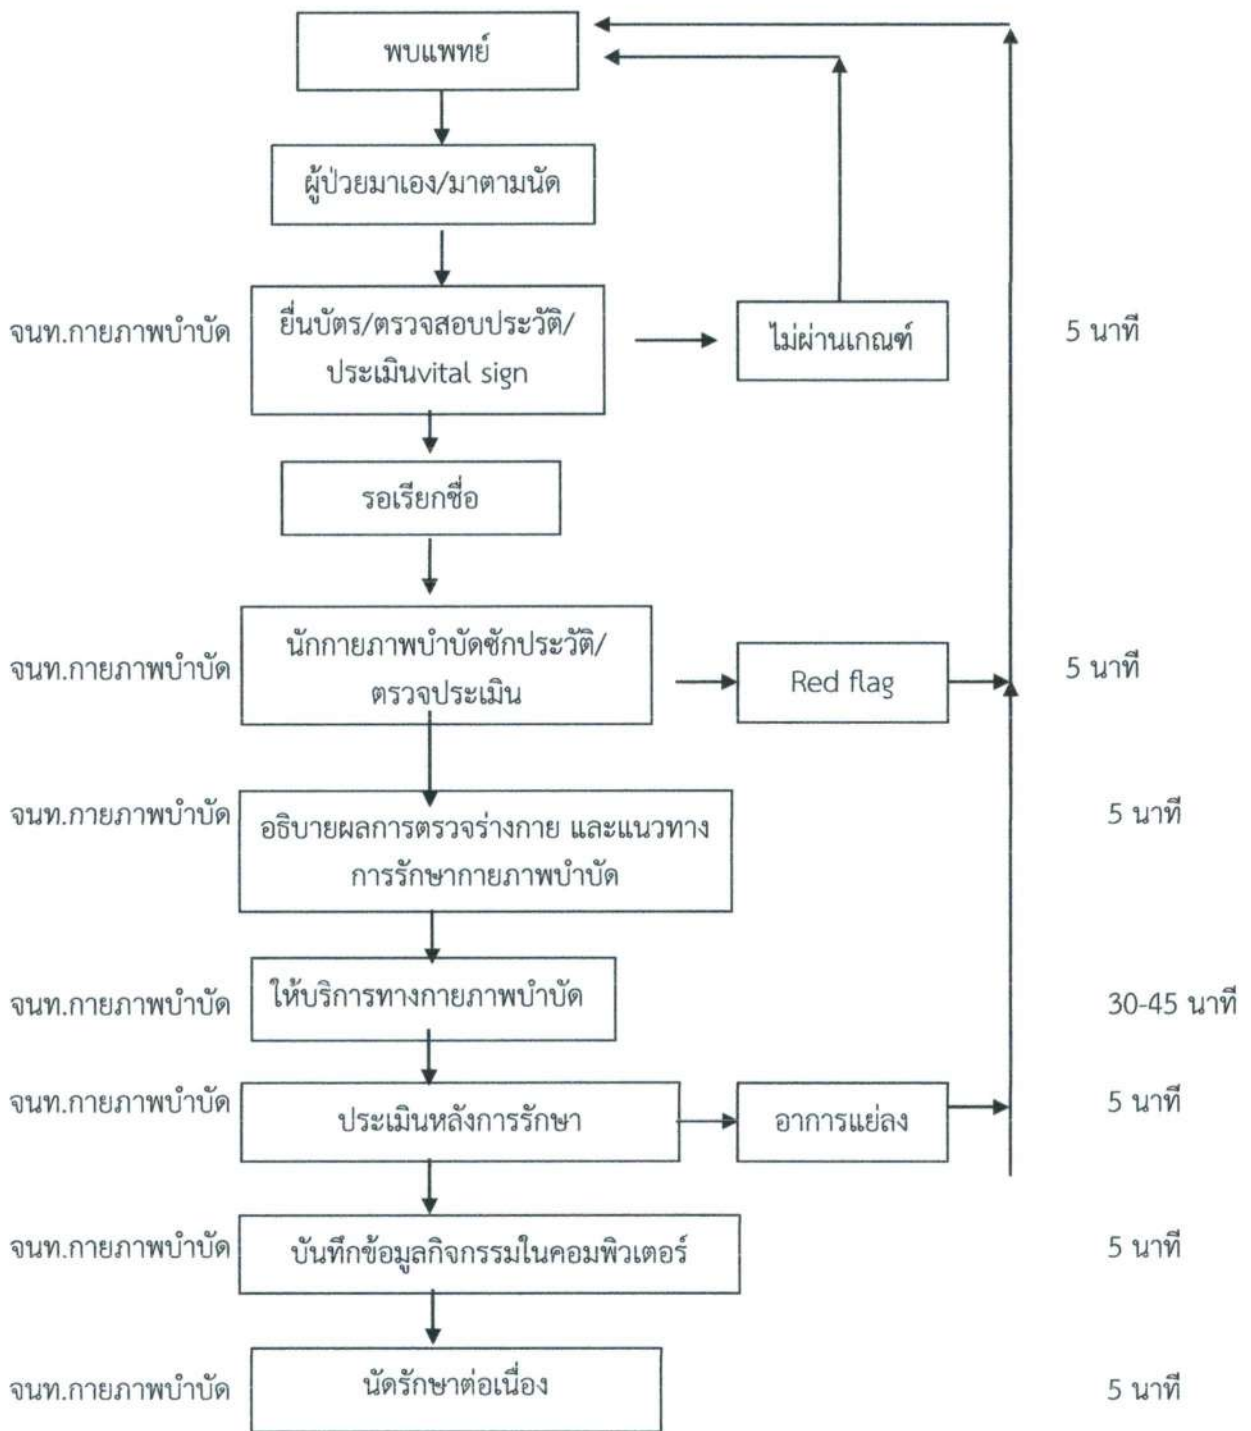 พบแพทย์
ผู้ป่วยมาเอง/มาตามนัด
จนท.กายภาพบำบัด
ยื่นบัตร/ตรวจสอบประวัติ/
ประเมินvital sign
ไม่ผ่านเกณฑ์
5 นาที
รอเรียกชื่อ
จนท.กายภาพบำบัด
นักกายภาพบำบัดซักประวัติ/
ตรวจประเมิน
Red flag
5 นาที
จนท.กายภาพบำบัด
อธิบายผลการตรวจร่างกาย และแนวทาง
การรักษากายภาพบำบัด
5 นาที
จนท.กายภาพบำบัด
ให้บริการทางกายภาพบำบัด
30-45 นาที
จนท.กายภาพบำบัด
ประเมินหลังการรักษา
อาการแย่ลง
5 นาที
จนท.กายภาพบำบัด
บันทึกข้อมูลกิจกรรมในคอมพิวเตอร์
5 นาที
จนท.กายภาพบำบัด
นัดรักษาต่อเนื่อง
5 นาที